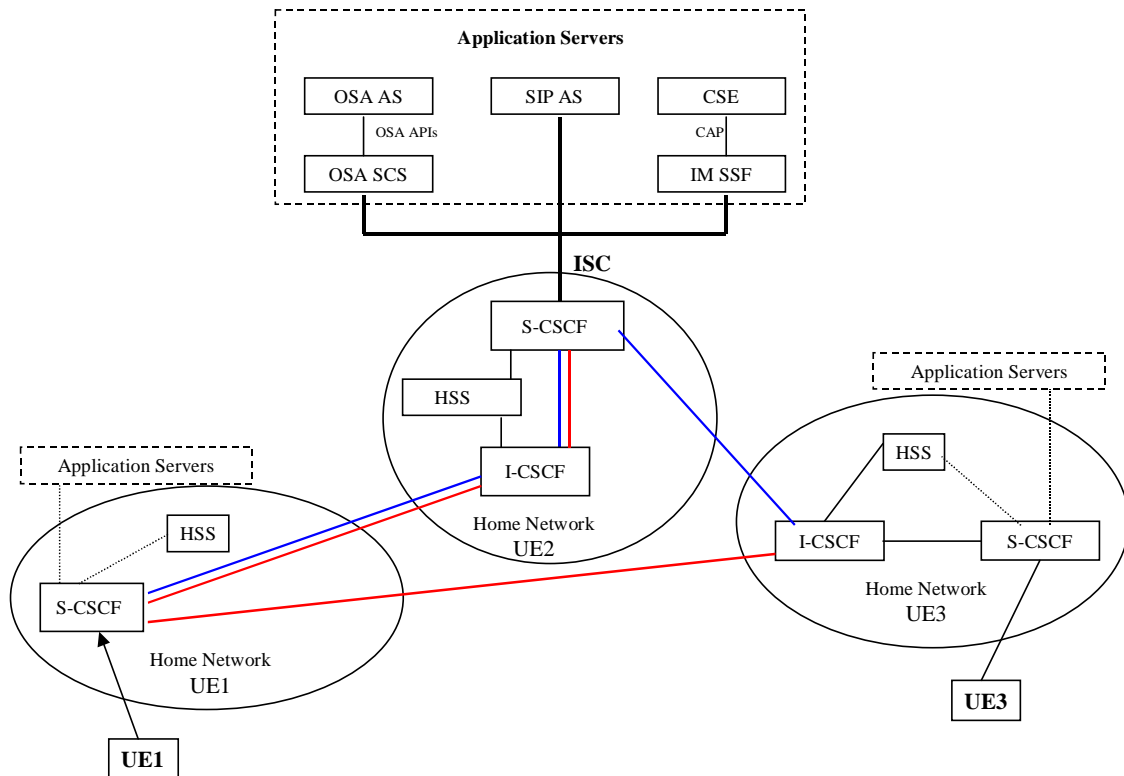 Application Servers
OSA AS
SIP AS
CSE
OSA APIs
CAP
OSA SCS
IM SSF
ISC
S-CSCF
HSS
I-CSCF
Home Network
UE2
Application Servers
HSS
I-CSCF
S-CSCF
Home Network
UE3
UE3
Application Servers
HSS
S-CSCF
Home Network
UE1
UE1